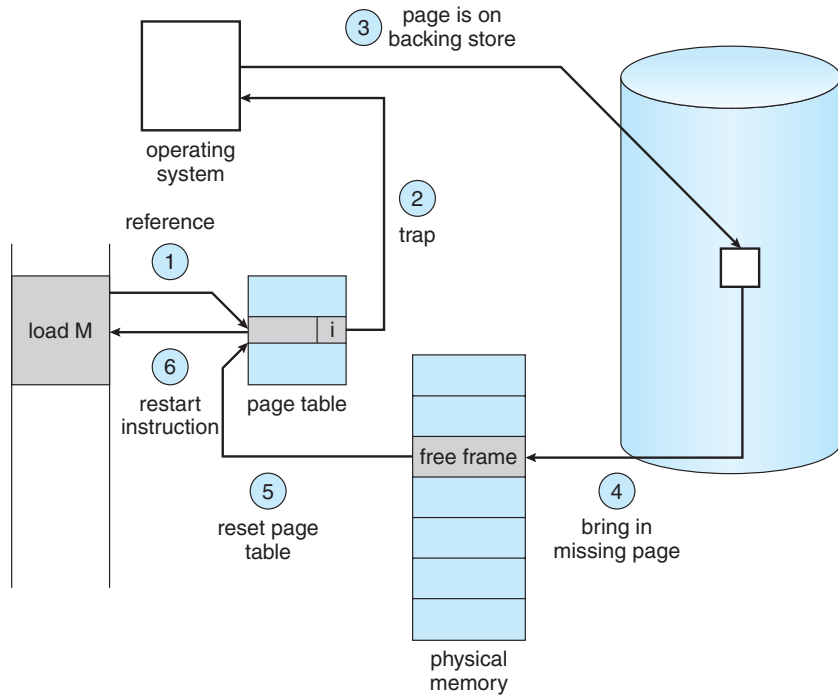 3
page is on
backing store
operating
system
2
trap
reference
1
load M
i
6
restart
instruction
page table
free frame
5
reset page
table
4
bring in
missing page
physical
memory